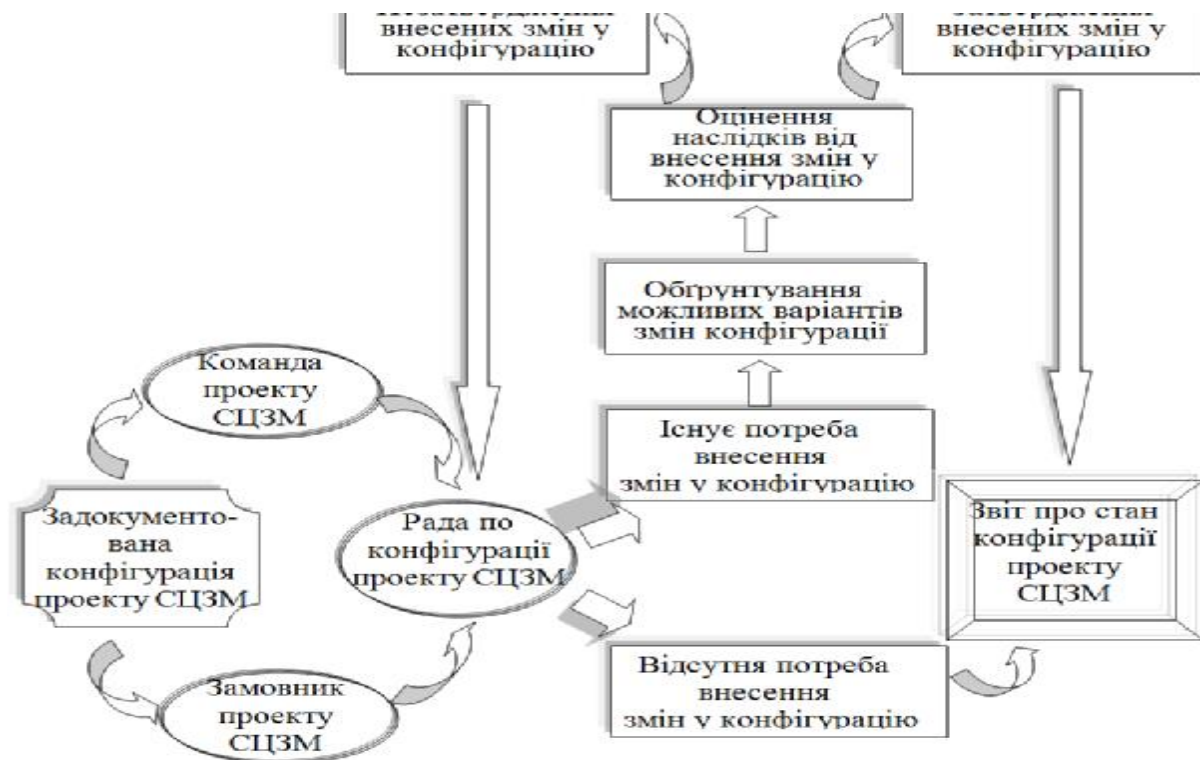 внесених змін у
конфігурацію
внесених змін у
конфігурацію
Оцінення
наслідків від
внесення змін у
конфігурацію
Обґрунтування
можливих варіантів
змін конфігурації
Команда
проекту
СЦЗМ
Існує потреба
внесення
змін у конфігурацію
Задокументо-
вана
конфігурація
проекту СЦЗМ
Рада по
конфігурації
проекту СЦЗМ
Звіт про стан
конфігурації
проекту
СЦЗМ
Відсутня потреба
внесення
змін у конфігурацію
Замовник
проекту
СЦЗМ